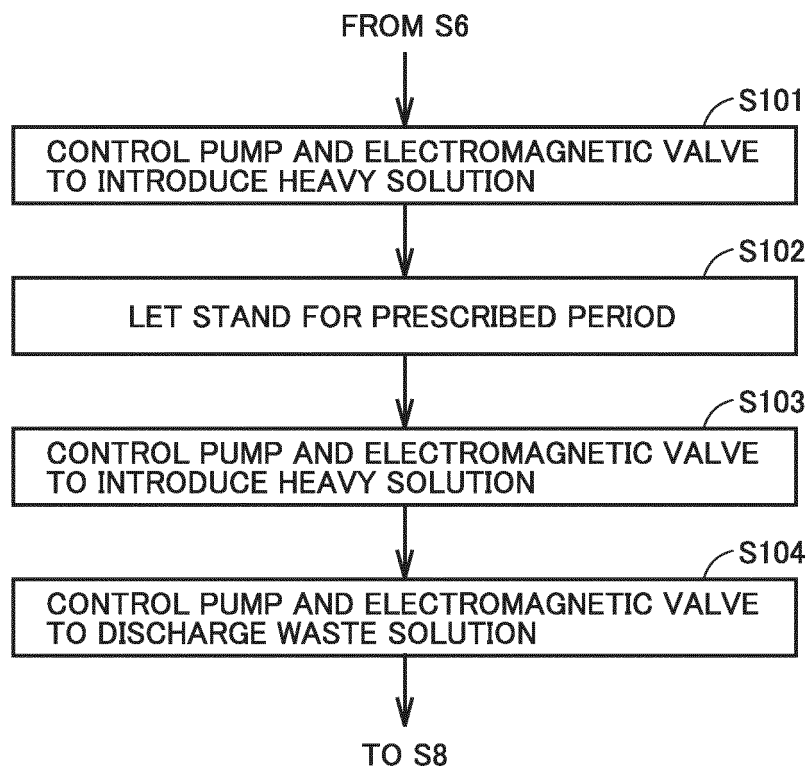 FROM S6
S101
CONTROL PUMP AND ELECTROMAGNETIC VALVE
TO INTRODUCE HEAVY SOLUTION
S102
LET STAND FOR PRESCRIBED PERIOD
S103
CONTROL PUMP AND ELECTROMAGNETIC VALVE
TO INTRODUCE HEAVY SOLUTION
S104
CONTROL PUMP AND ELECTROMAGNETIC VALVE
TO DISCHARGE WASTE SOLUTION
TO S8